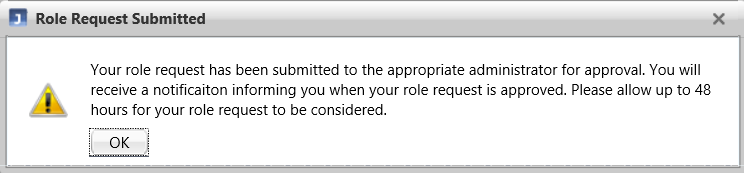 J Role Request Submitted
Your role request has been submitted to the appropriate administrator for approval. You will
receive a notificaiton informing you when your role request is approved. Please allow up to 48
hours for your role request to be considered.
OK